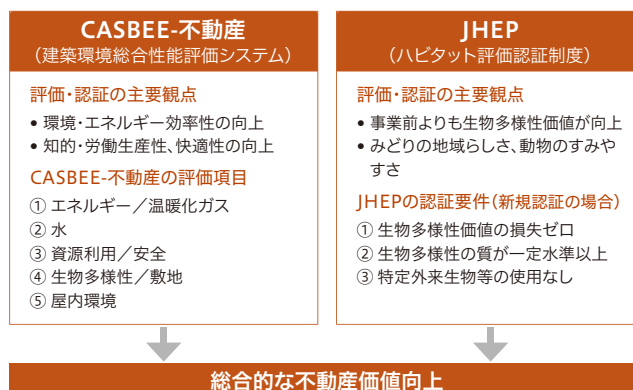 CASBEE-不動産
（建築環境総合性能評価システム）
評価・認証の主要観点
• 環境・エネルギー効率性の向上
• 知的・労働生産性、快適性の向上
CASBEE-不動産の評価項目
① エネルギー／温暖化ガス
② 水
③ 資源利用／安全
④ 生物多様性／敷地
⑤ 屋内環境
JHEP
（ハビタット評価認証制度）
評価・認証の主要観点
• 事業前よりも生物多様性価値が向上
• みどりの地域らしさ、動物のすみや
すさ
JHEPの認証要件（新規認証の場合）
① 生物多様性価値の損失ゼロ
② 生物多様性の質が一定水準以上
③ 特定外来生物等の使用なし
総合的な不動産価値向上